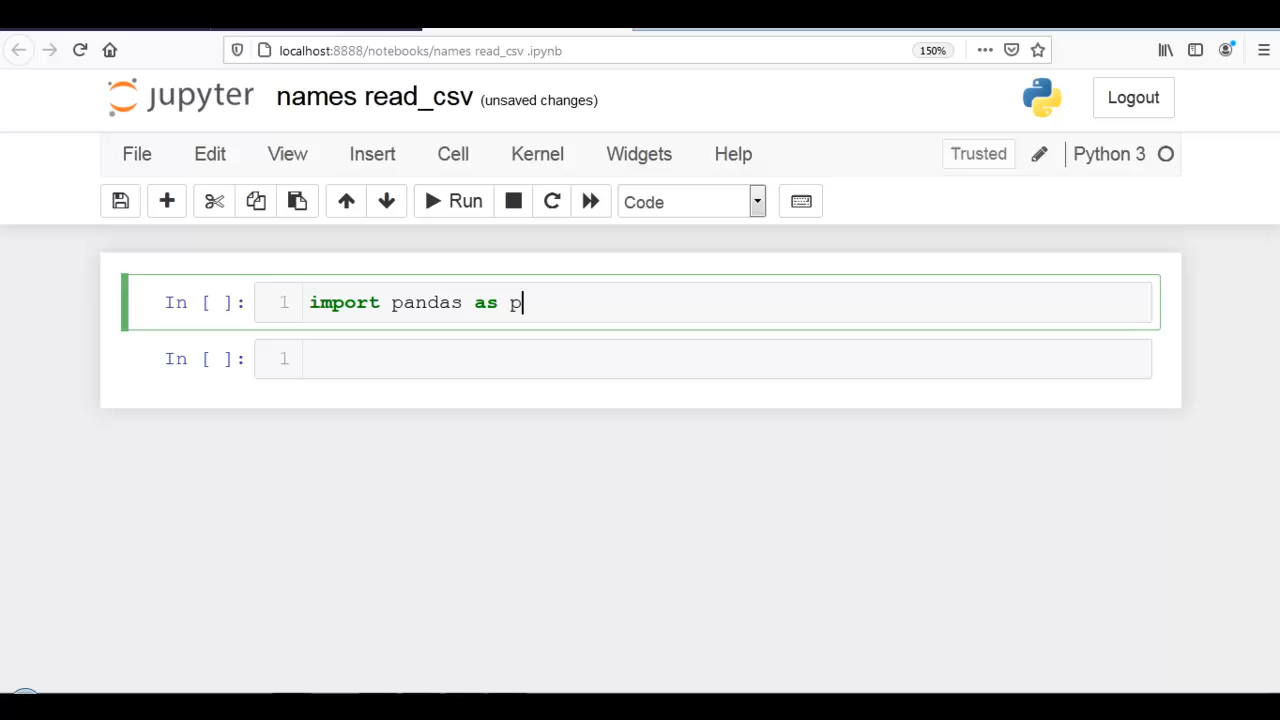 localhost:8888/notebooks/names read_csv .ipynb 150%
jupyter names read_csv (unsaved changes) Logout
File Edit View Insert Cell Kernel Widgets Help Trusted Python 3
Run Code
In [ ]: 1 import pandas as p
In [ ]: 1